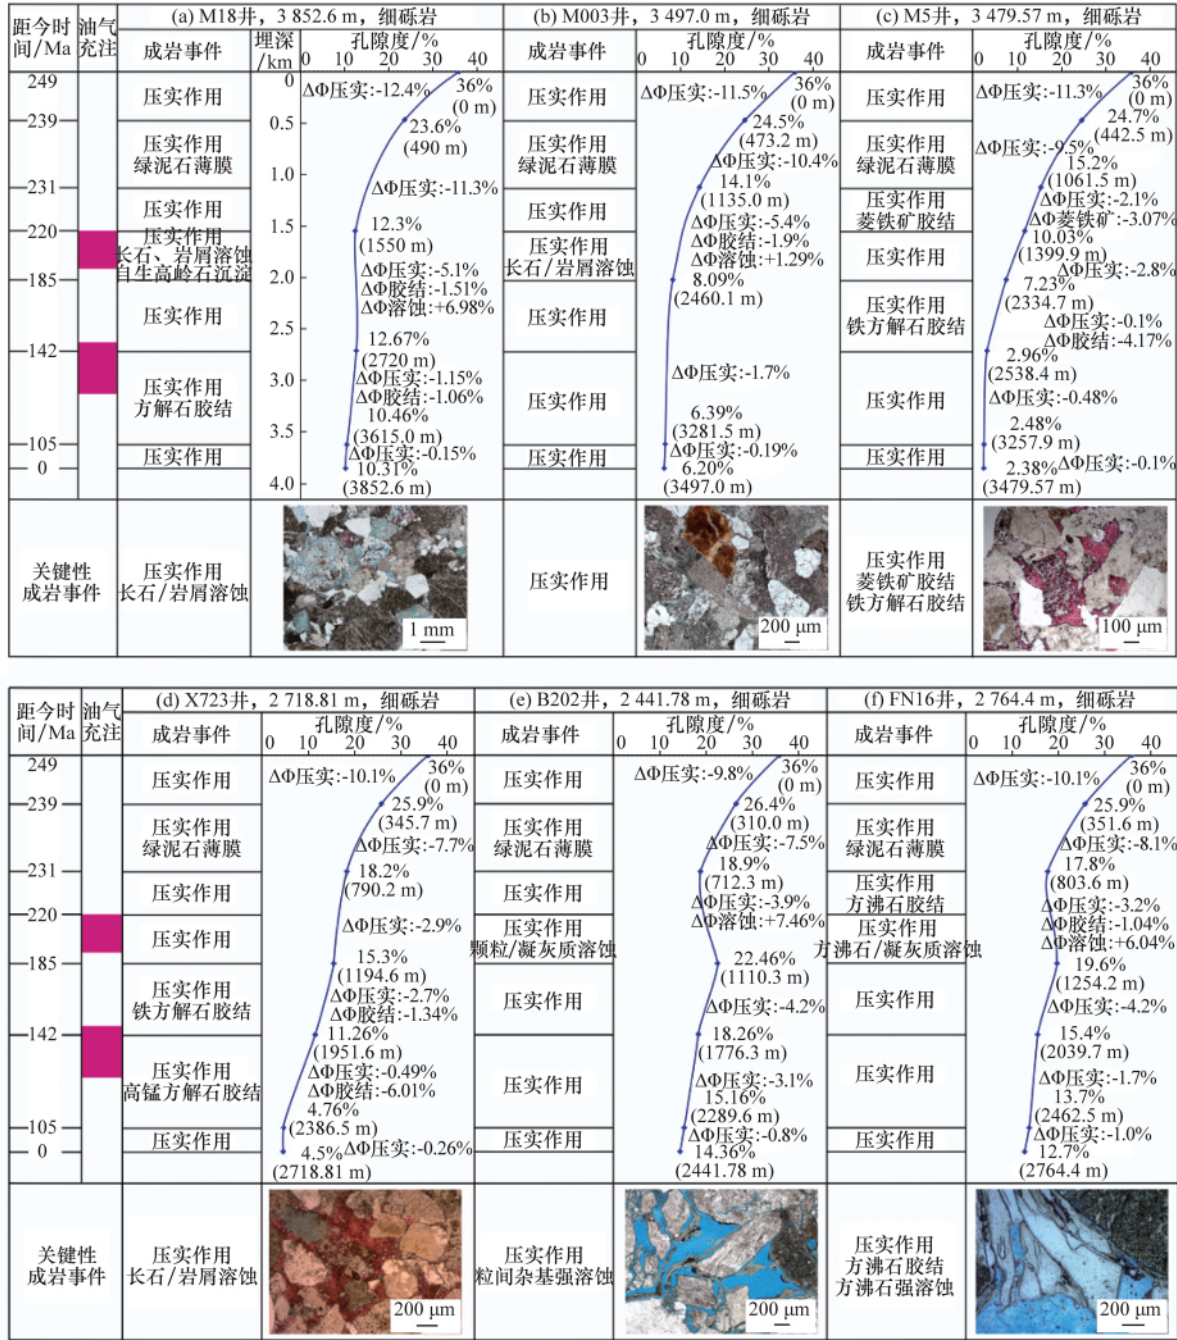 距今时间/Ma
油气充注
(a) M18井，3 852.6 m，细砾岩
成岩事件
埋深/km
孔隙度/%
0 10 20 30 40
249
239
231
220
185
142
105
0
压实作用
压实作用
绿泥石薄膜
压实作用
压实作用
长石、岩屑溶蚀
自生高岭石沉淀
压实作用
压实作用
方解石胶结
压实作用
0
0.5
1.0
1.5
2.0
2.5
3.0
3.5
4.0
ΔΦ压实:-12.4%
36%
(0 m)
23.6%
(490 m)
ΔΦ压实:-11.3%
12.3%
(1550 m)
ΔΦ压实:-5.1%
ΔΦ胶结:-1.51%
ΔΦ溶蚀:+6.98%
12.67%
(2720 m)
ΔΦ压实:-1.15%
ΔΦ胶结:-1.06%
10.46%
(3615.0 m)
ΔΦ压实:-0.15%
10.31%
(3852.6 m)
(b) M003井，3 497.0 m，细砾岩
成岩事件
孔隙度/%
0 10 20 30 40
压实作用
压实作用
绿泥石薄膜
压实作用
压实作用
长石/岩屑溶蚀
压实作用
压实作用
压实作用
ΔΦ压实:-11.5%
36%
(0 m)
24.5%
(473.2 m)
ΔΦ压实:-10.4%
14.1%
(1135.0 m)
ΔΦ压实:-5.4%
ΔΦ胶结:-1.9%
ΔΦ溶蚀:+1.29%
8.09%
(2460.1 m)
ΔΦ压实:-1.7%
6.39%
(3281.5 m)
ΔΦ压实:-0.19%
6.20%
(3497.0 m)
(c) M5井，3 479.57 m，细砾岩
成岩事件
孔隙度/%
0 10 20 30 40
压实作用
压实作用
绿泥石薄膜
压实作用
菱铁矿胶结
压实作用
压实作用
铁方解石胶结
压实作用
压实作用
ΔΦ压实:-11.3%
36%
(0 m)
24.7%
(442.5 m)
ΔΦ压实:-9.5%
15.2%
(1061.5 m)
ΔΦ压实:-2.1%
ΔΦ菱铁矿:-3.07%
10.03%
(1399.9 m)
ΔΦ压实:-2.8%
7.23%
(2334.7 m)
ΔΦ压实:-0.1%
ΔΦ胶结:-4.17%
2.96%
(2538.4 m)
ΔΦ压实:-0.48%
2.48%
(3257.9 m)
2.38%
ΔΦ压实:-0.1%
(3479.57 m)
关键性
成岩事件
压实作用
长石/岩屑溶蚀
1 mm
压实作用
200 μm
压实作用
菱铁矿胶结
铁方解石胶结
100 μm
距今时间/Ma
油气充注
(d) X723井，2 718.81 m，细砾岩
成岩事件
孔隙度/%
0 10 20 30 40
249
239
231
220
185
142
105
0
压实作用
压实作用
绿泥石薄膜
压实作用
压实作用
压实作用
铁方解石胶结
压实作用
高锰方解石胶结
压实作用
ΔΦ压实:-10.1%
36%
(0 m)
25.9%
(345.7 m)
ΔΦ压实:-7.7%
18.2%
(790.2 m)
ΔΦ压实:-2.9%
15.3%
(1194.6 m)
ΔΦ压实:-2.7%
ΔΦ胶结:-1.34%
11.26%
(1951.6 m)
ΔΦ压实:-0.49%
ΔΦ胶结:-6.01%
4.76%
(2386.5 m)
4.5%
ΔΦ压实:-0.26%
(2718.81 m)
(e) B202井，2 441.78 m，细砾岩
成岩事件
孔隙度/%
0 10 20 30 40
压实作用
压实作用
绿泥石薄膜
压实作用
压实作用
颗粒/凝灰质溶蚀
压实作用
压实作用
压实作用
ΔΦ压实:-9.8%
36%
(0 m)
26.4%
(310.0 m)
ΔΦ压实:-7.5%
18.9%
(712.3 m)
ΔΦ压实:-3.9%
ΔΦ溶蚀:+7.46%
22.46%
(1110.3 m)
ΔΦ压实:-4.2%
18.26%
(1776.3 m)
ΔΦ压实:-3.1%
15.16%
(2289.6 m)
ΔΦ压实:-0.8%
14.36%
(2441.78 m)
(f) FN16井，2 764.4 m，细砾岩
成岩事件
孔隙度/%
0 10 20 30 40
压实作用
压实作用
绿泥石薄膜
压实作用
方沸石胶结
压实作用
方沸石/凝灰质溶蚀
压实作用
压实作用
压实作用
ΔΦ压实:-10.1%
36%
(0 m)
25.9%
(351.6 m)
ΔΦ压实:-8.1%
17.8%
(803.6 m)
ΔΦ压实:-3.2%
ΔΦ胶结:-1.04%
ΔΦ溶蚀:+6.04%
19.6%
(1254.2 m)
ΔΦ压实:-4.2%
15.4%
(2039.7 m)
ΔΦ压实:-1.7%
13.7%
(2462.5 m)
ΔΦ压实:-1.0%
12.7%
(2764.4 m)
关键性
成岩事件
压实作用
长石/岩屑溶蚀
200 μm
压实作用
粒间杂基强溶蚀
200 μm
压实作用
方沸石胶结
方沸石强溶蚀
200 μm